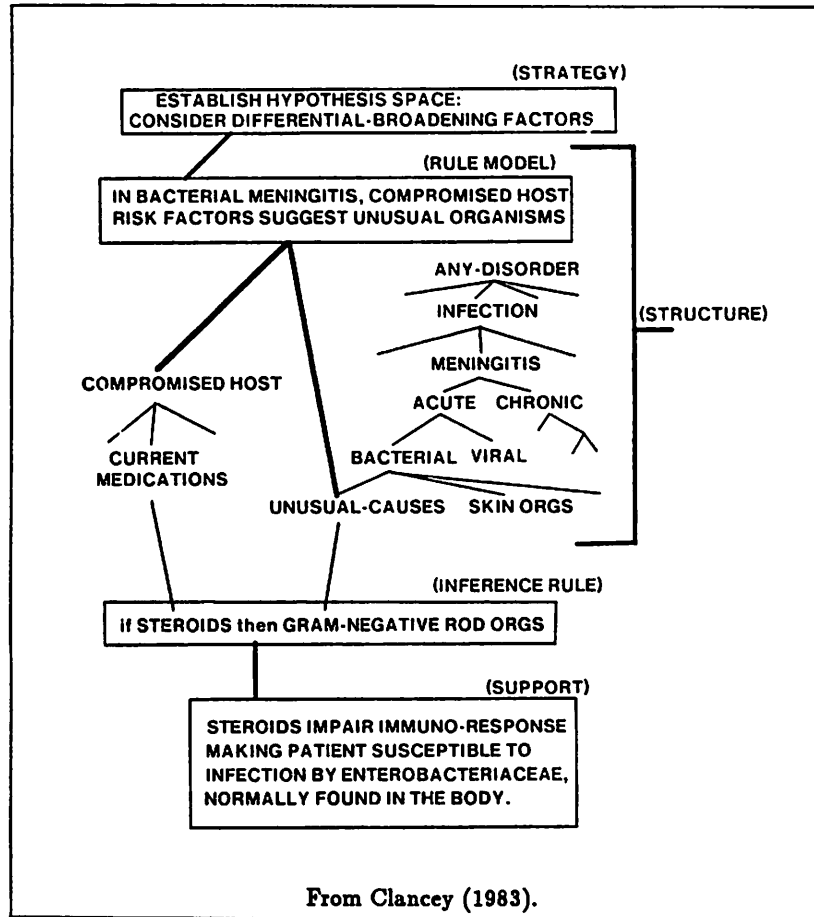 (STRATEGY)
ESTABLISH HYPOTHESIS SPACE:
CONSIDER DIFFERENTIAL-BROADENING FACTORS
(RULE MODEL)
IN BACTERIAL MENINGITIS, COMPROMISED HOST
RISK FACTORS SUGGEST UNUSUAL ORGANISMS
ANY-DISORDER
INFECTION
(STRUCTURE)
MENINGITIS
COMPROMISED HOST
ACUTE CHRONIC
CURRENT
MEDICATIONS
BACTERIAL VIRAL
UNUSUAL-CAUSES SKIN ORGS
(INFERENCE RULE)
if STEROIDS then GRAM-NEGATIVE ROD ORGS
(SUPPORT)
STEROIDS IMPAIR IMMUNO-RESPONSE
MAKING PATIENT SUSCEPTIBLE TO
INFECTION BY ENTEROBACTERIACEAE,
NORMALLY FOUND IN THE BODY.
From Clancey (1983).